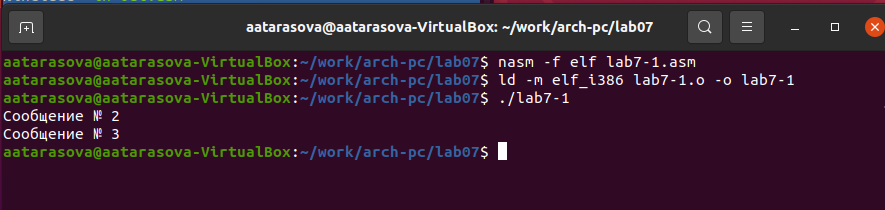 aatarasova@aatarasova-VirtualBox: ~/work/arch-pc/lab07
aatarasova@aatarasova-VirtualBox:~/work/arch-pc/lab07$ nasm -f elf lab7-1.asm
aatarasova@aatarasova-VirtualBox:~/work/arch-pc/lab07$ ld -m elf_i386 lab7-1.o -o lab7-1
aatarasova@aatarasova-VirtualBox:~/work/arch-pc/lab07$ ./lab7-1
Сообщение № 2
Сообщение № 3
aatarasova@aatarasova-VirtualBox:~/work/arch-pc/lab07$